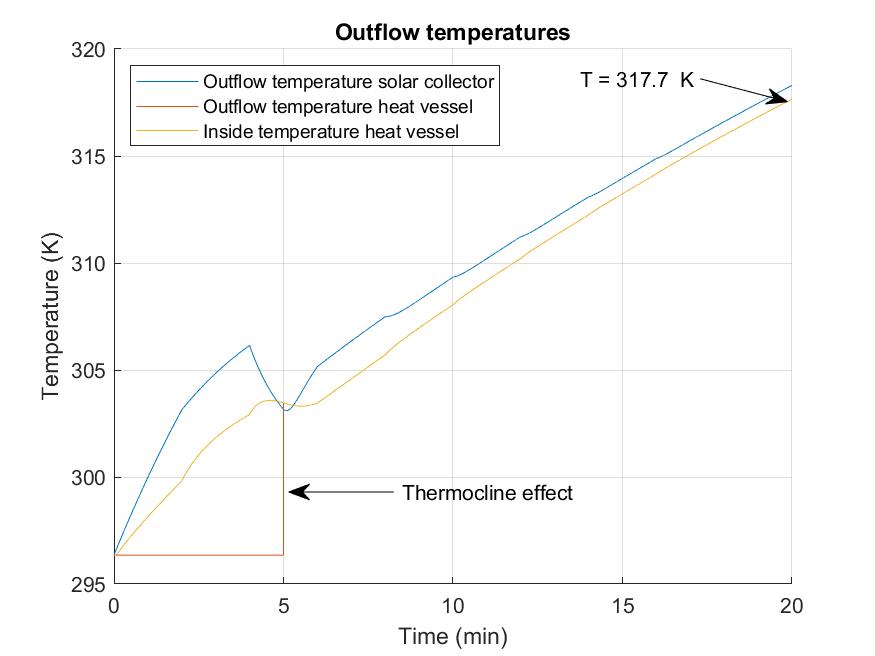 Outflow temperatures
320
315
310
305
300
295
Temperature (K)
Outflow temperature solar collector
Outflow temperature heat vessel
Inside temperature heat vessel
T = 317.7 K
Thermocline effect
0 5 10 15 20
Time (min)